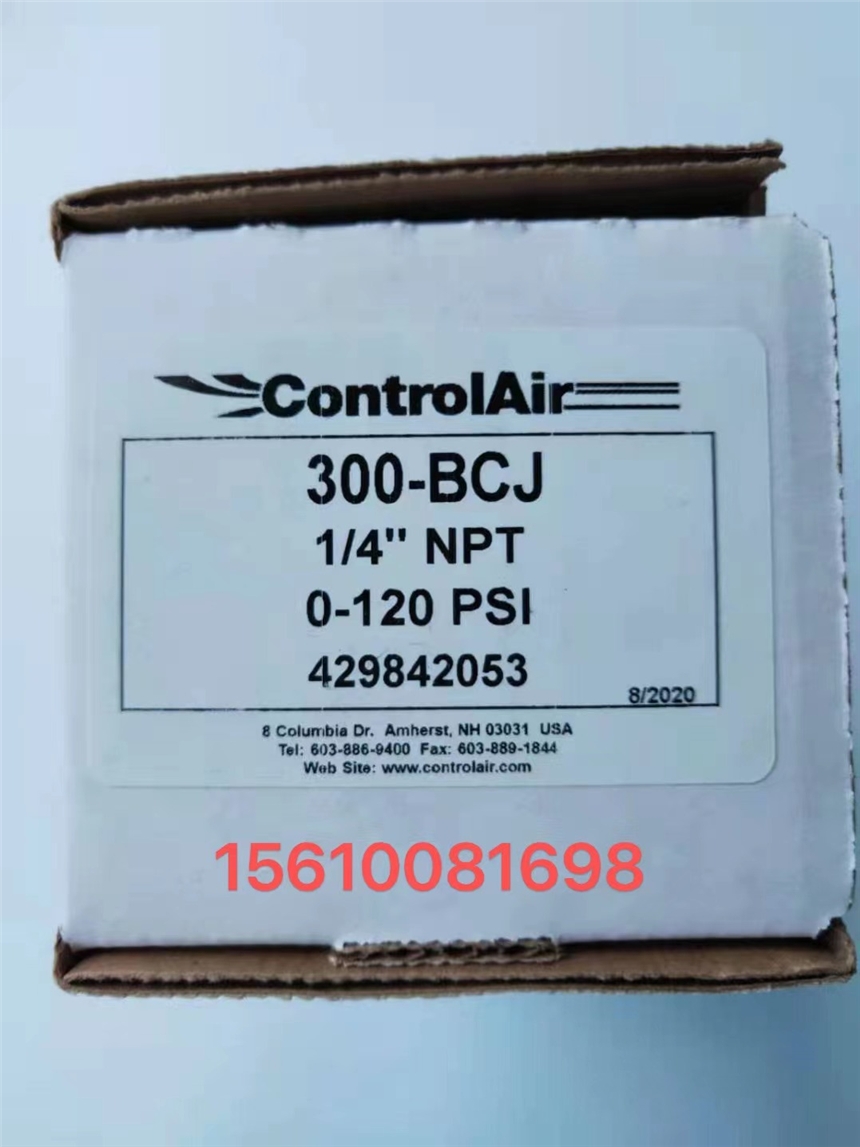 ControlAir
300-BCJ
1/4" NPT
0-120 PSI
429842053
8/2020
8 Columbia Dr. Amherst, NH 03031 USA
Tel: 603-886-9400 Fax: 603-889-1844
Web Site: www.controlair.com
15610081698